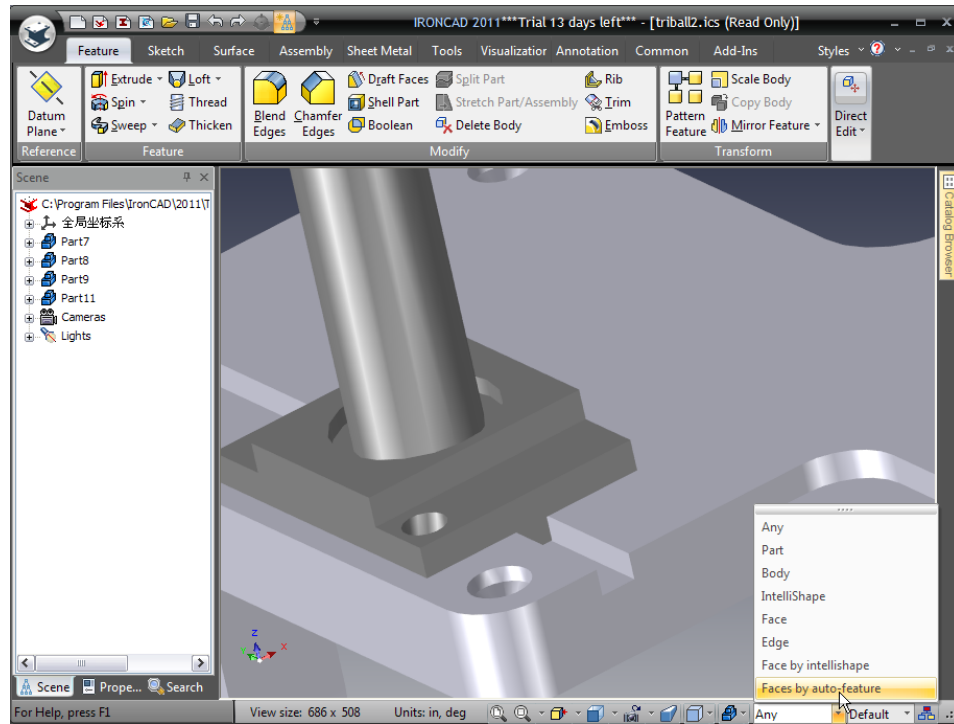 IRONCAD 2011***Trial 13 days left*** - [triball2.ics (Read Only)]
Feature Sketch Surface Assembly Sheet Metal Tools Visualizatior Annotation Common Add-Ins Styles
Extrude Loft Draft Faces Split Part Rib Scale Body
Spin Thread Shell Part Stretch Part/Assembly Trim Copy Body
Datum Plane Sweep Thicken Blend Edges Chamfer Edges Boolean Delete Body Emboss Pattern Feature Mirror Feature Direct Edit
Reference Feature Modify Transform
Scene
C:\Program Files\IronCAD\2011\T
全局坐标系
Part7
Part8
Part9
Part11
Cameras
Lights
Catalog Browser
z
x
Any
Part
Body
IntelliShape
Face
Edge
Face by intellishape
Faces by auto-feature
Scene Prope... Search
For Help, press F1 View size: 686 x 508 Units: in, deg Any Default